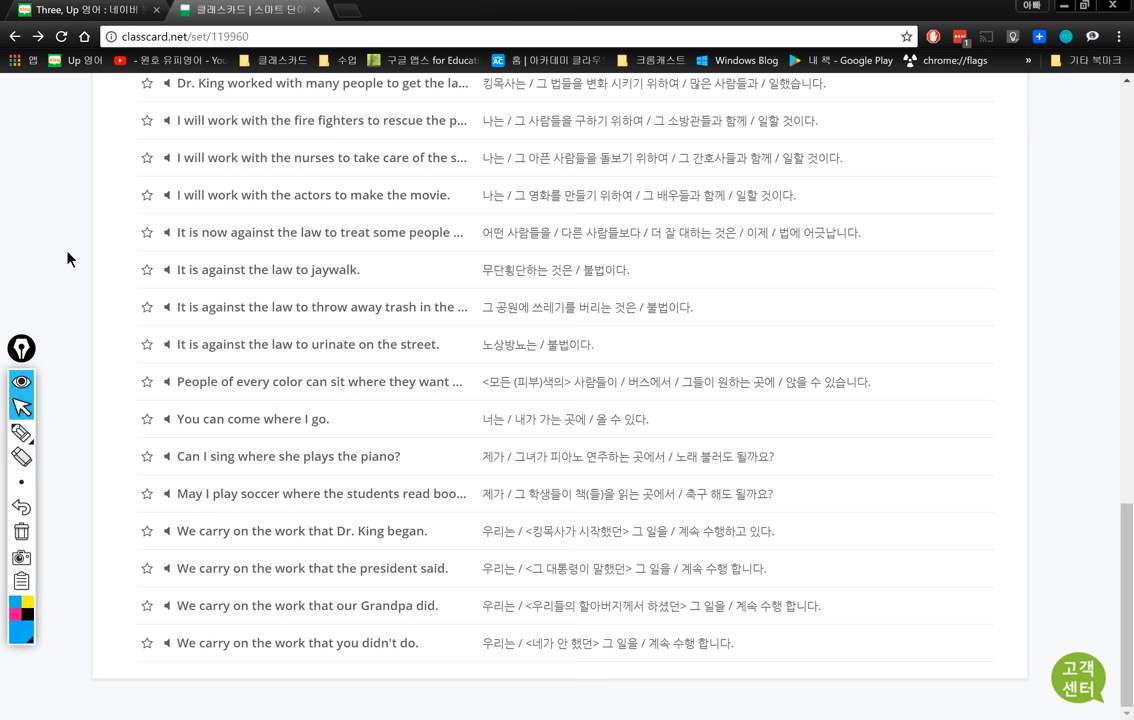 Three, Up 영어 : 네이버
클래스카드 | 스마트 단어
아빠
classcard.net/set/119960
앱
Up 영어
- 원호 유피영어 - You
클래스카드
수업
구글 앱스 for Educati
홈 | 아카데미 클라우드
크롬캐스트
Windows Blog
내 책 - Google Play
chrome://flags
»
기타 북마크
Dr. King worked with many people to get the la... 킹목사는 / 그 법들을 변화 시키기 위하여 / 많은 사람들과 / 일했습니다.
I will work with the fire fighters to rescue the p... 나는 / 그 사람들을 구하기 위하여 / 그 소방관들과 함께 / 일할 것이다.
I will work with the nurses to take care of the s... 나는 / 그 아픈 사람들을 돌보기 위하여 / 그 간호사들과 함께 / 일할 것이다.
I will work with the actors to make the movie. 나는 / 그 영화를 만들기 위하여 / 그 배우들과 함께 / 일할 것이다.
It is now against the law to treat some people ... 어떤 사람들을 / 다른 사람들보다 / 더 잘 대하는 것은 / 이제 / 법에 어긋납니다.
It is against the law to jaywalk. 무단횡단하는 것은 / 불법이다.
It is against the law to throw away trash in the ... 그 공원에 쓰레기를 버리는 것은 / 불법이다.
It is against the law to urinate on the street. 노상방뇨는 / 불법이다.
People of every color can sit where they want ... <모든 (피부)색의> 사람들이 / 버스에서 / 그들이 원하는 곳에 / 앉을 수 있습니다.
You can come where I go. 너는 / 내가 가는 곳에 / 올 수 있다.
Can I sing where she plays the piano? 제가 / 그녀가 피아노 연주하는 곳에서 / 노래 불러도 될까요?
May I play soccer where the students read boo... 제가 / 그 학생들이 책(들)을 읽는 곳에서 / 축구 해도 될까요?
We carry on the work that Dr. King began. 우리는 / <킹목사가 시작했던> 그 일을 / 계속 수행하고 있다.
We carry on the work that the president said. 우리는 / <그 대통령이 말했던> 그 일을 / 계속 수행 합니다.
We carry on the work that our Grandpa did. 우리는 / <우리들의 할아버지께서 하셨던> 그 일을 / 계속 수행 합니다.
We carry on the work that you didn't do. 우리는 / <네가 안 했던> 그 일을 / 계속 수행 합니다.
고객
센터